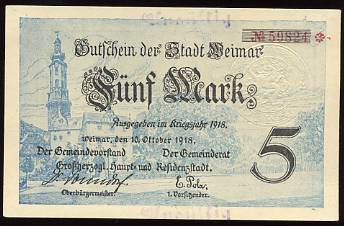 № 59824 *
Gutschein der Stadt Weimar
Fünf Mark
Ausgegeben im Kriegsjahr 1918.
Weimar, den 10. Oktober 1918.
Der Gemeindevorstand Der Gemeinderat
Großherzogl. Haupt- und Residenzstadt.
Oberbürgermeister. 1. Vorsitzender.
5